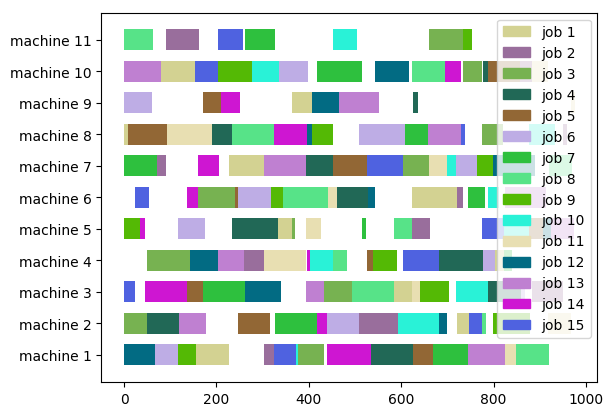 machine 11
machine 10
machine 9
machine 8
machine 7
machine 6
machine 5
machine 4
machine 3
machine 2
machine 1
0
200
400
600
800
1000
job 1
job 2
job 3
job 4
job 5
job 6
job 7
job 8
job 9
job 10
job 11
job 12
job 13
job 14
job 15